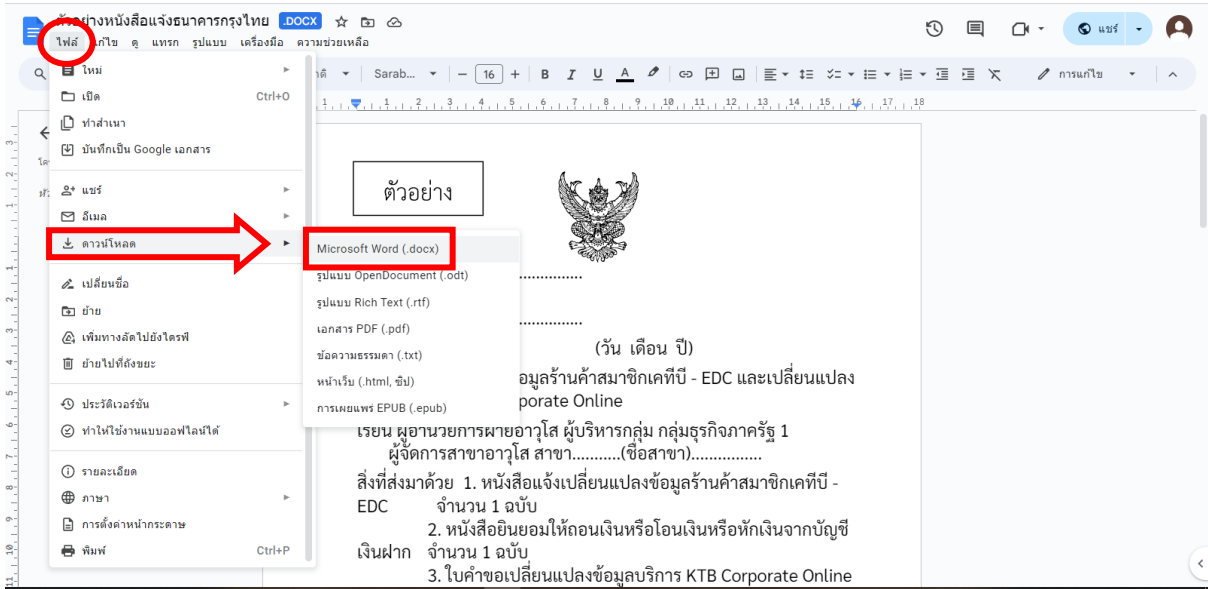 ตัวอย่างหนังสือแจ้งธนาคารกรุงไทย .DOCX
ไฟล์ แก้ไข ดู แทรก รูปแบบ เครื่องมือ ความช่วยเหลือ
แชร์
Sarab... 16 B I U A การแก้ไข
1 1 2 3 4 5 6 7 8 9 10 11 12 13 14 15 16 17 18
ใหม่
เปิด Ctrl+O
ทำสำเนา
บันทึกเป็น Google เอกสาร
แชร์
อีเมล
ดาวน์โหลด
เปลี่ยนชื่อ
ย้าย
เพิ่มทางลัดไปยังไดรฟ์
ย้ายไปที่ถังขยะ
ประวัติเวอร์ชัน
ทำให้ใช้งานแบบออฟไลน์ได้
รายละเอียด
ภาษา
การตั้งค่าหน้ากระดาษ
พิมพ์ Ctrl+P
Microsoft Word (.docx)
รูปแบบ OpenDocument (.odt)
รูปแบบ Rich Text (.rtf)
เอกสาร PDF (.pdf)
ข้อความธรรมดา (.txt)
หน้าเว็บ (.html, ซิป)
การเผยแพร่ EPUB (.epub)
ตัวอย่าง
................
................
(วัน เดือน ปี)
อมูลร้านค้าสมาชิกเคทีบี - EDC และเปลี่ยนแปลง
porate Online
เรียน ผู้อำนวยการฝ่ายอาวุโส ผู้บริหารกลุ่ม กลุ่มธุรกิจภาครัฐ 1
ผู้จัดการสาขาอาวุโส สาขา...........(ชื่อสาขา)................
สิ่งที่ส่งมาด้วย 1. หนังสือแจ้งเปลี่ยนแปลงข้อมูลร้านค้าสมาชิกเคทีบี -
EDC จำนวน 1 ฉบับ
2. หนังสือยินยอมให้ถอนเงินหรือโอนเงินหรือหักเงินจากบัญชี
เงินฝาก จำนวน 1 ฉบับ
3. ใบคำขอเปลี่ยนแปลงข้อมูลบริการ KTB Corporate Online